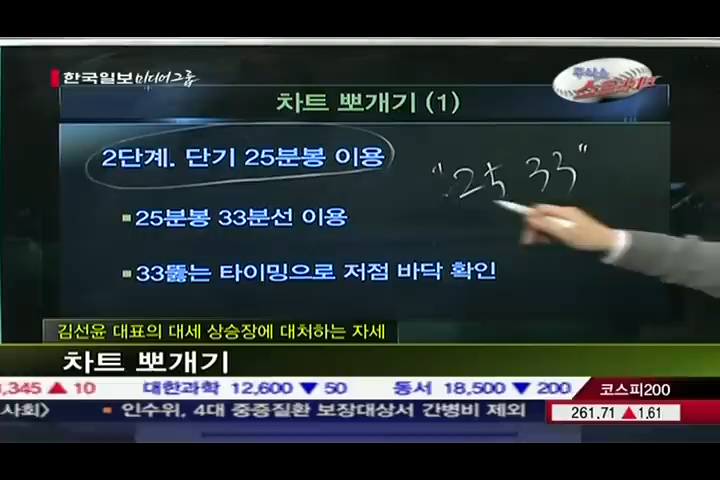 한국일보 미디어그룹
차트 뽀개기 (1)
2단계. 단기 25분봉 이용
"25 33"
▪25분봉 33분선 이용
▪33뚫는 타이밍으로 저점 바닥 확인
김선윤 대표의 대세 상승장에 대처하는 자세
차트 뽀개기
3,345 ▲ 10 대한과학 12,600 ▼ 50 동서 18,500 ▼ 200 코스피200
사회〉 ▪ 인수위, 4대 중증질환 보장대상서 간병비 제외 261.71 ▲1.61